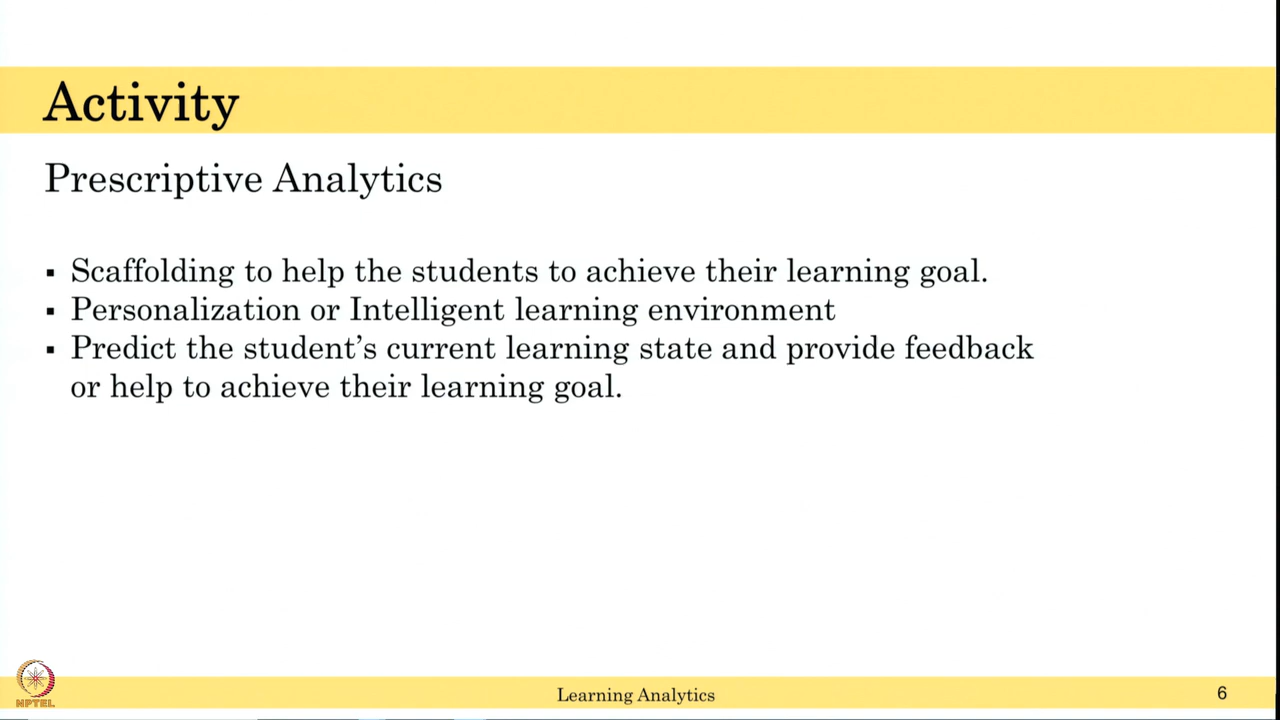 Activity
Prescriptive Analytics
▪ Scaffolding to help the students to achieve their learning goal.
▪ Personalization or Intelligent learning environment
▪ Predict the student's current learning state and provide feedback
or help to achieve their learning goal.
NPTEL
Learning Analytics
6